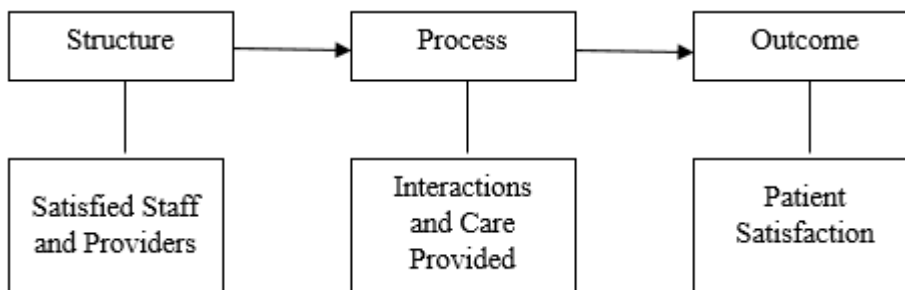 Structure
Process
Outcome
Satisfied Staff
and Providers
Interactions
and Care
Provided
Patient
Satisfaction